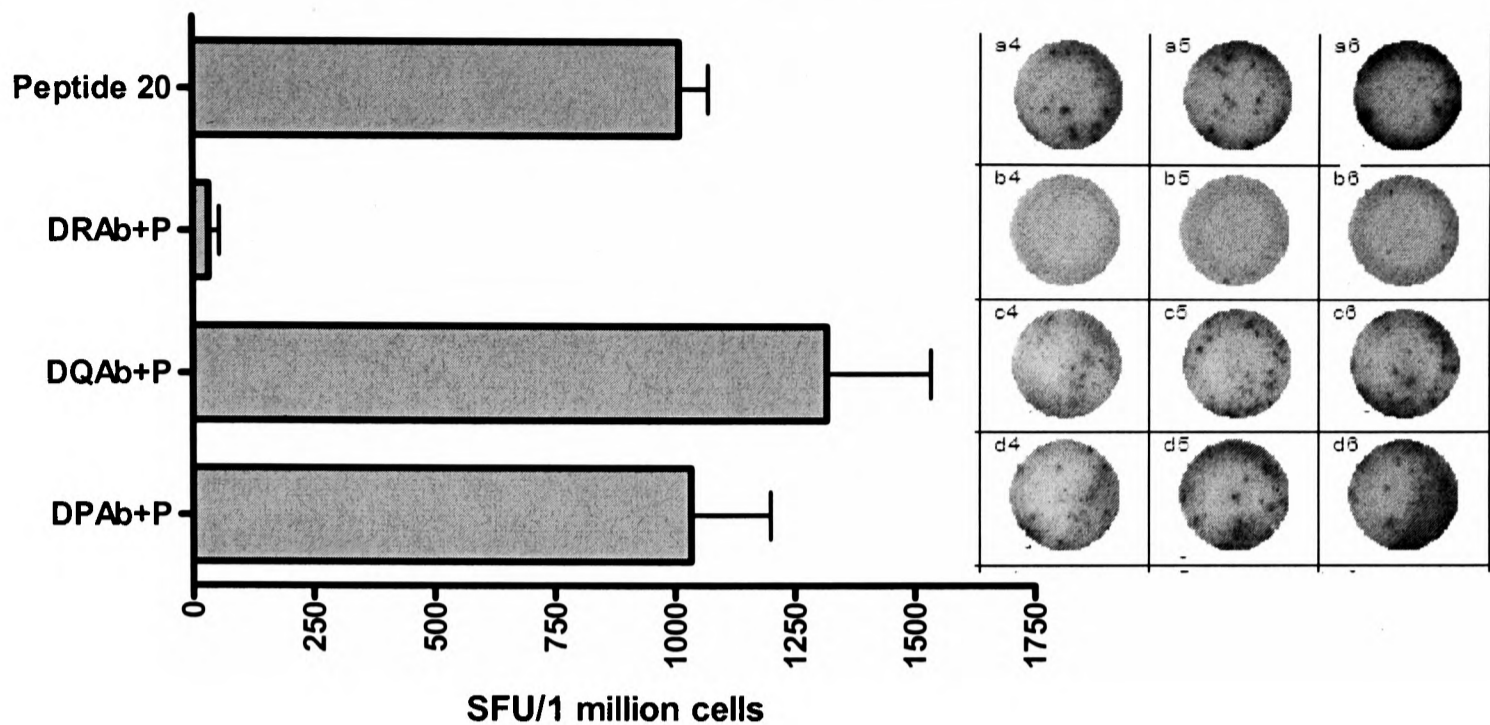 Peptide 20
DRAb+P
DQAb+P
DPAb+P
0
250
500
750
1000
1250
1500
1750
SFU/1 million cells
a4 a5 a6
b4 b5 b6
c4 c5 c6
d4 d5 d6